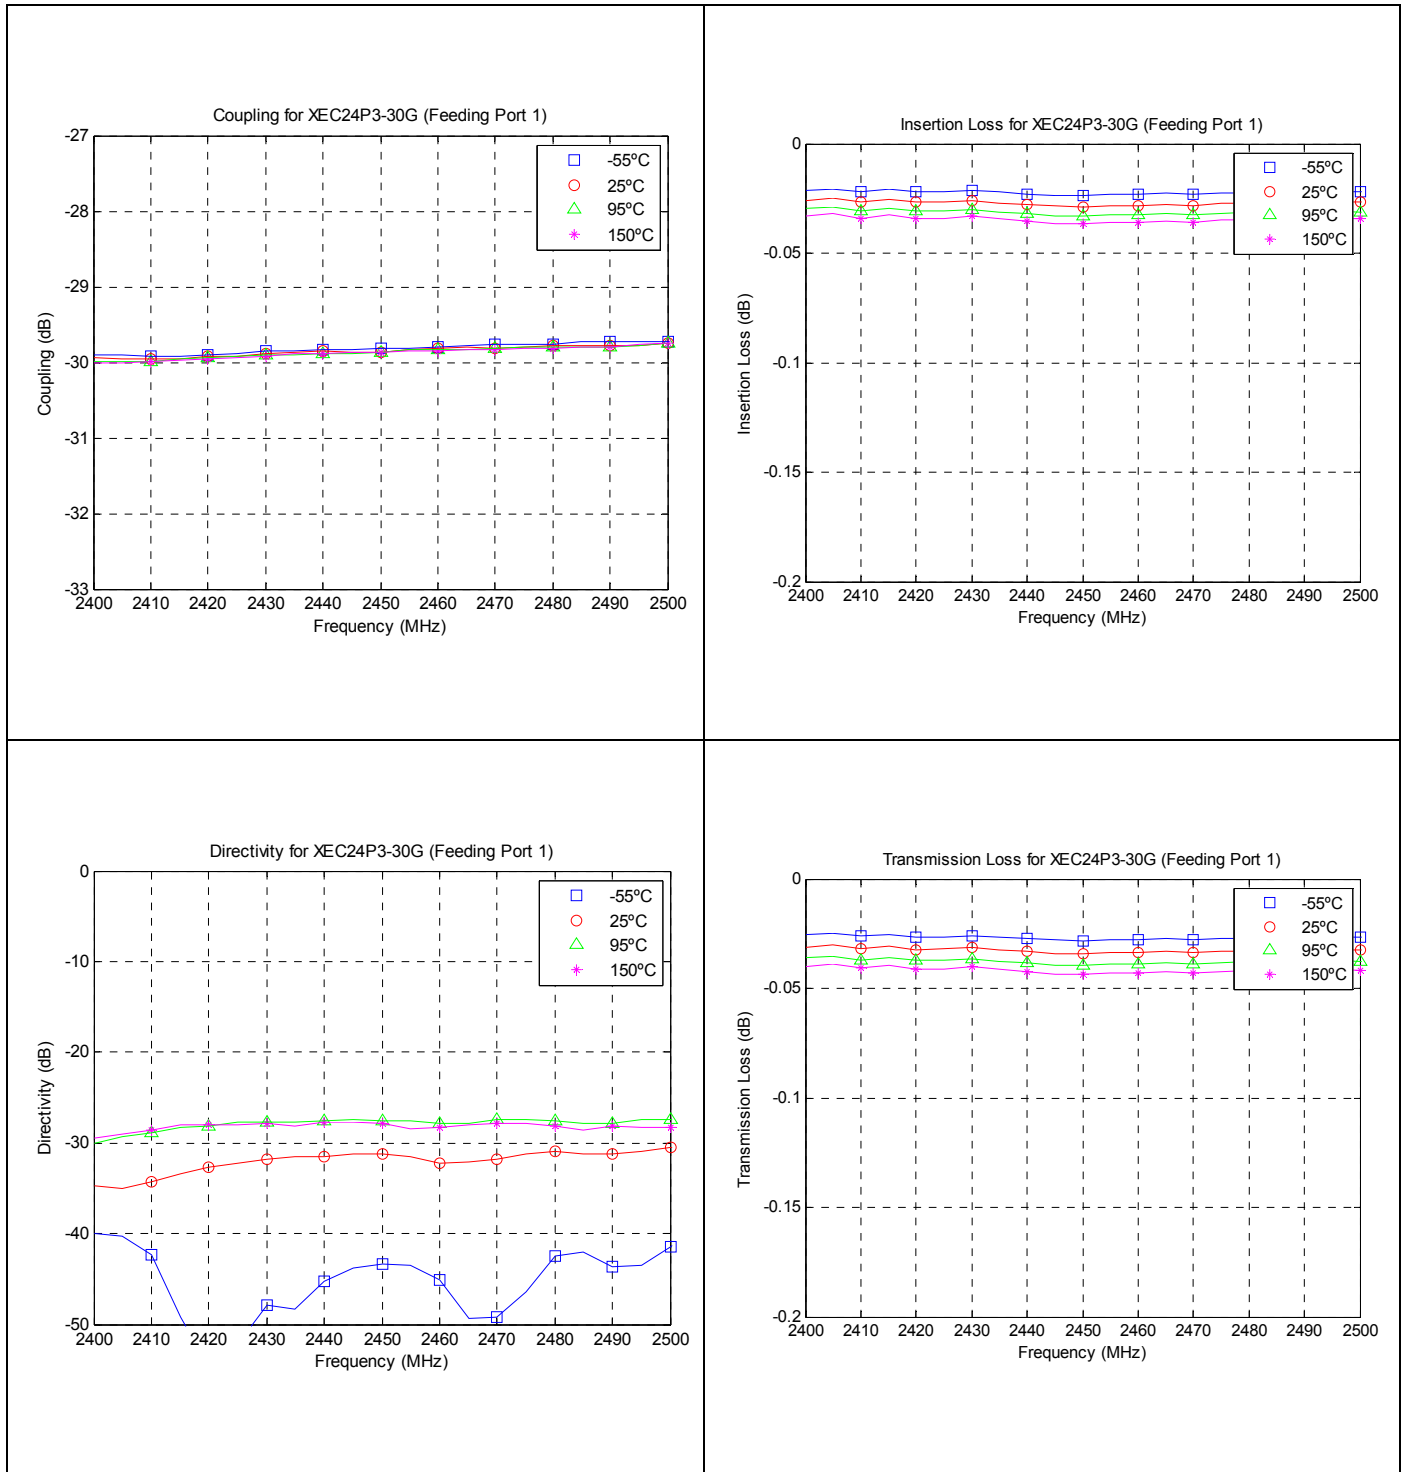 Coupling for XEC24P3-30G (Feeding Port 1)
-27
-28
-29
-30
-31
-32
-33
Coupling (dB)
-55ºC
25ºC
95ºC
150ºC
2400 2410 2420 2430 2440 2450 2460 2470 2480 2490 2500
Frequency (MHz)
Insertion Loss for XEC24P3-30G (Feeding Port 1)
0
-0.05
-0.1
-0.15
-0.2
Insertion Loss (dB)
-55ºC
25ºC
95ºC
150ºC
2400 2410 2420 2430 2440 2450 2460 2470 2480 2490 2500
Frequency (MHz)
Directivity for XEC24P3-30G (Feeding Port 1)
0
-10
-20
-30
-40
-50
Directivity (dB)
-55ºC
25ºC
95ºC
150ºC
2400 2410 2420 2430 2440 2450 2460 2470 2480 2490 2500
Frequency (MHz)
Transmission Loss for XEC24P3-30G (Feeding Port 1)
0
-0.05
-0.1
-0.15
-0.2
Transmission Loss (dB)
-55ºC
25ºC
95ºC
150ºC
2400 2410 2420 2430 2440 2450 2460 2470 2480 2490 2500
Frequency (MHz)